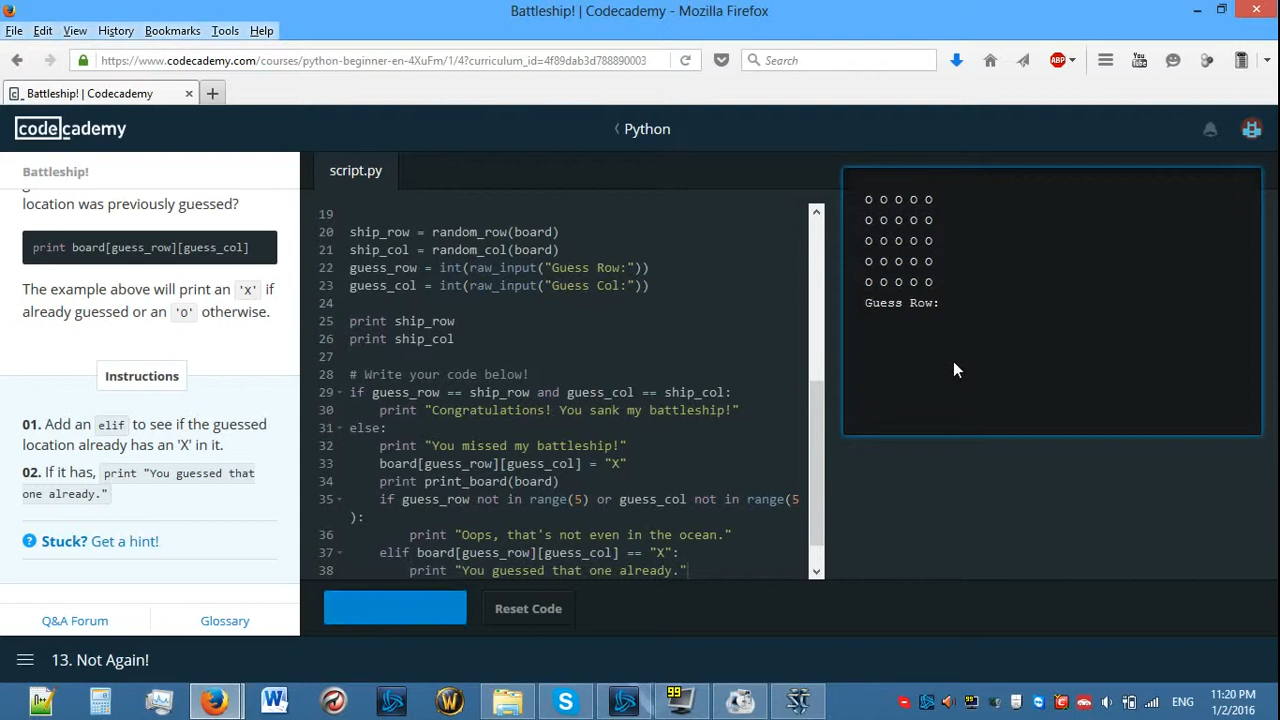 Battleship! | Codecademy - Mozilla Firefox
File Edit View History Bookmarks Tools Help
https://www.codecademy.com/courses/python-beginner-en-4XuFm/1/4?curriculum_id=4f89dab3d788890003
Search
ABP
You Tube
Battleship! | Codecademy
codecademy
Python
Battleship!
location was previously guessed?
print board[guess_row][guess_col]
The example above will print an 'X' if
already guessed or an 'O' otherwise.
Instructions
01. Add an elif to see if the guessed
location already has an 'X' in it.
02. If it has, print "You guessed that
one already."
Stuck? Get a hint!
Q&A Forum Glossary
script.py
19
20 ship_row = random_row(board)
21 ship_col = random_col(board)
22 guess_row = int(raw_input("Guess Row:"))
23 guess_col = int(raw_input("Guess Col:"))
24
25 print ship_row
26 print ship_col
27
28 # Write your code below!
29 if guess_row == ship_row and guess_col == ship_col:
30 print "Congratulations! You sank my battleship!"
31 else:
32 print "You missed my battleship!"
33 board[guess_row][guess_col] = "X"
34 print print_board(board)
35 if guess_row not in range(5) or guess_col not in range(5
):
36 print "Oops, that's not even in the ocean."
37 elif board[guess_row][guess_col] == "X":
38 print "You guessed that one already."
Reset Code
O O O O O
O O O O O
O O O O O
O O O O O
O O O O O
Guess Row:
13. Not Again!
99
ENG
11:20 PM
1/2/2016